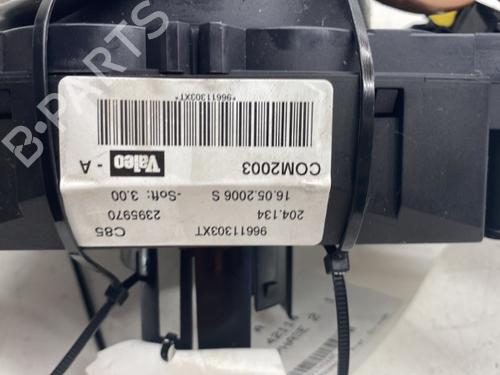 96611303XT C85
204.134 2395970
16.05.2006 S -Soft: 3.00
COM2003 Valeo - A
*96611303XT*
B-PARTS